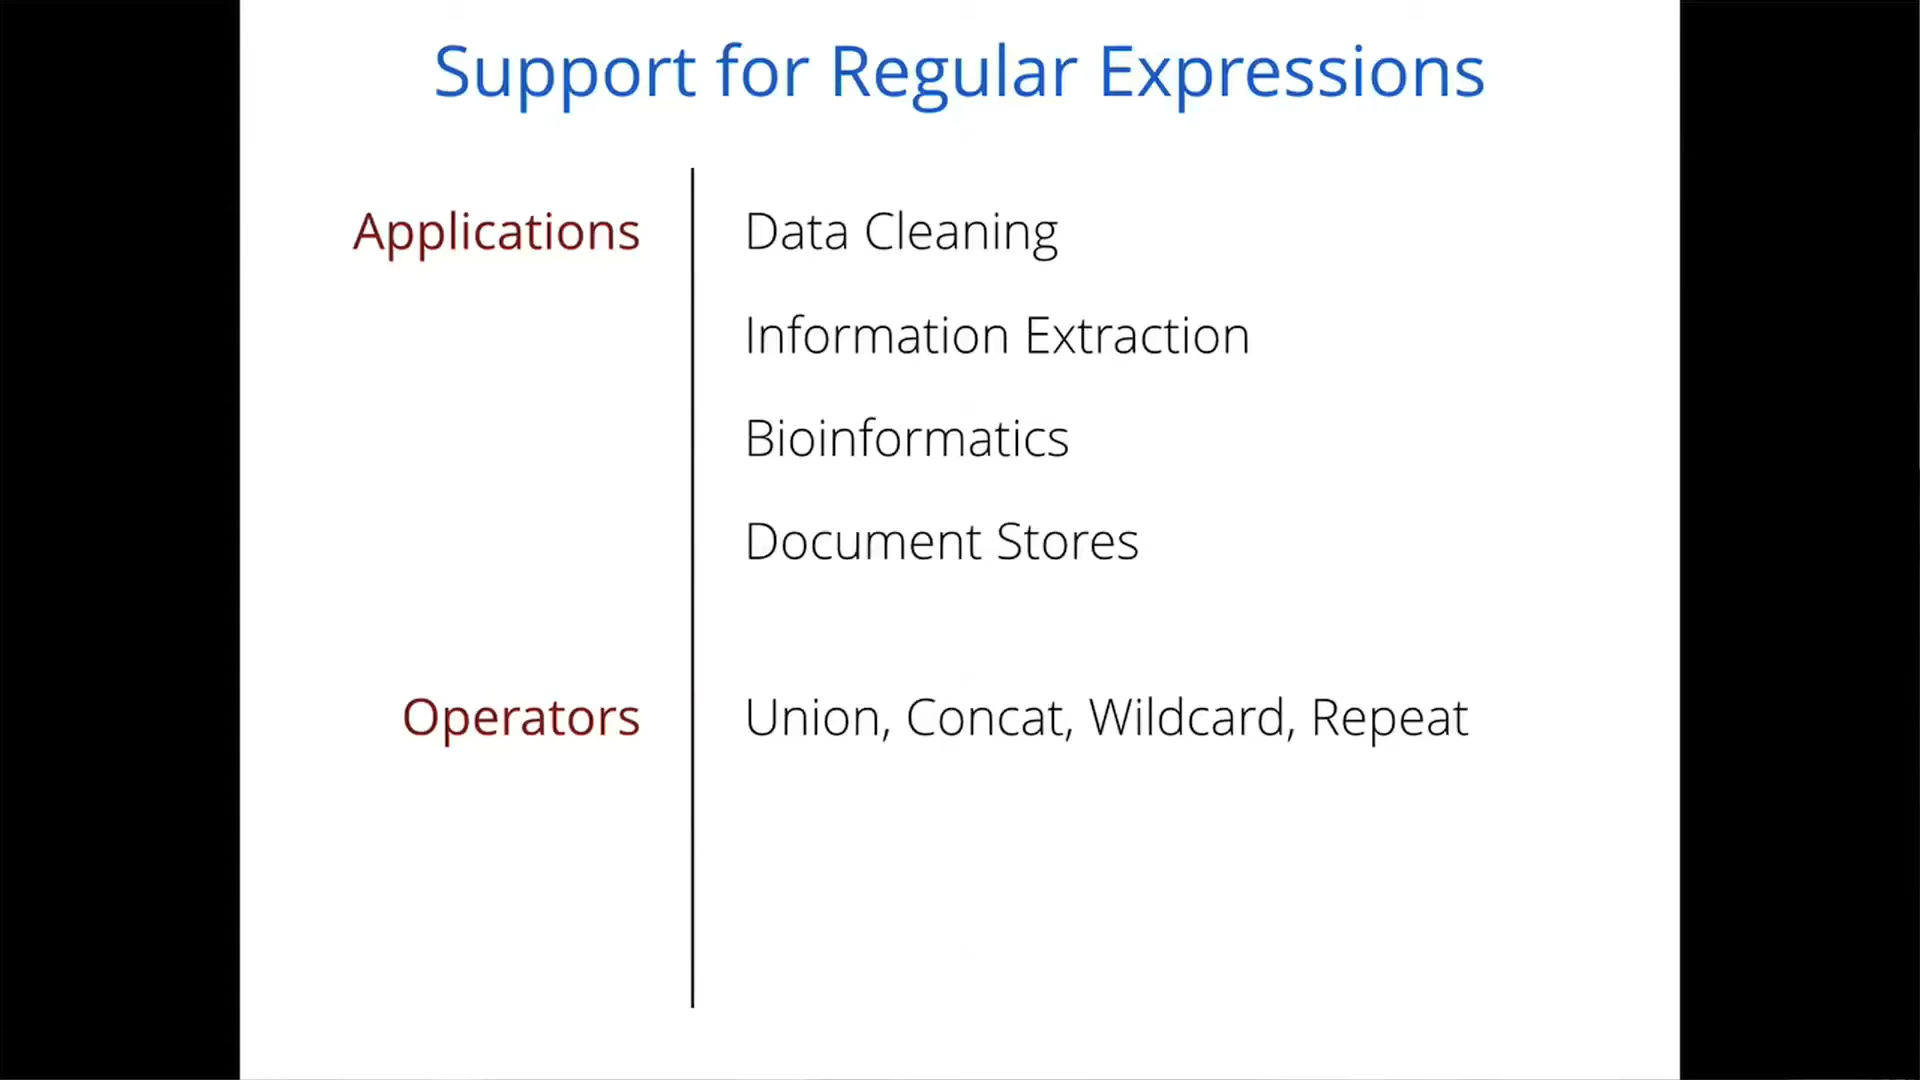 Support for Regular Expressions
Applications
Data Cleaning
Information Extraction
Bioinformatics
Document Stores
Operators
Union, Concat, Wildcard, Repeat